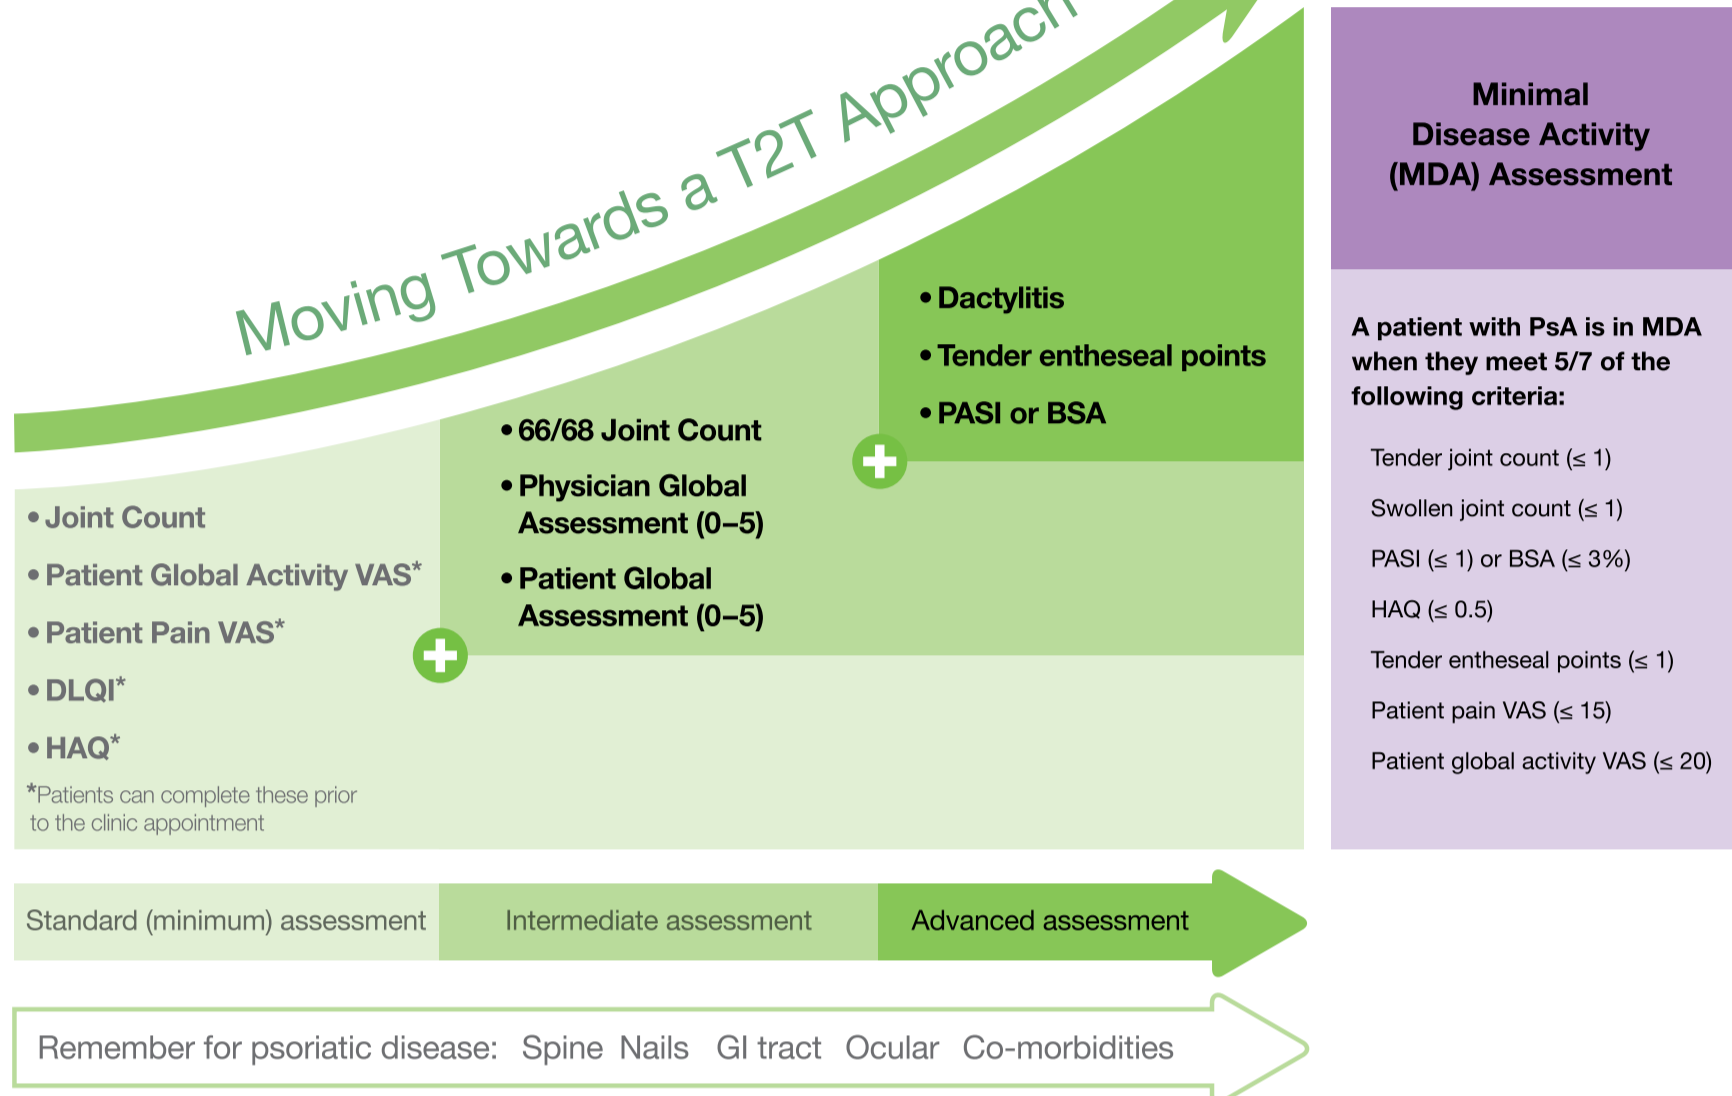 Moving Towards a T2T Approach
• Joint Count
• Patient Global Activity VAS*
• Patient Pain VAS*
• DLQI*
• HAQ*
*Patients can complete these prior
to the clinic appointment
• 66/68 Joint Count
• Physician Global
Assessment (0–5)
• Patient Global
Assessment (0–5)
• Dactylitis
• Tender entheseal points
• PASI or BSA
Minimal
Disease Activity
(MDA) Assessment
A patient with PsA is in MDA
when they meet 5/7 of the
following criteria:
Tender joint count (≤ 1)
Swollen joint count (≤ 1)
PASI (≤ 1) or BSA (≤ 3%)
HAQ (≤ 0.5)
Tender entheseal points (≤ 1)
Patient pain VAS (≤ 15)
Patient global activity VAS (≤ 20)
Standard (minimum) assessment
Intermediate assessment
Advanced assessment
Remember for psoriatic disease: Spine Nails GI tract Ocular Co-morbidities